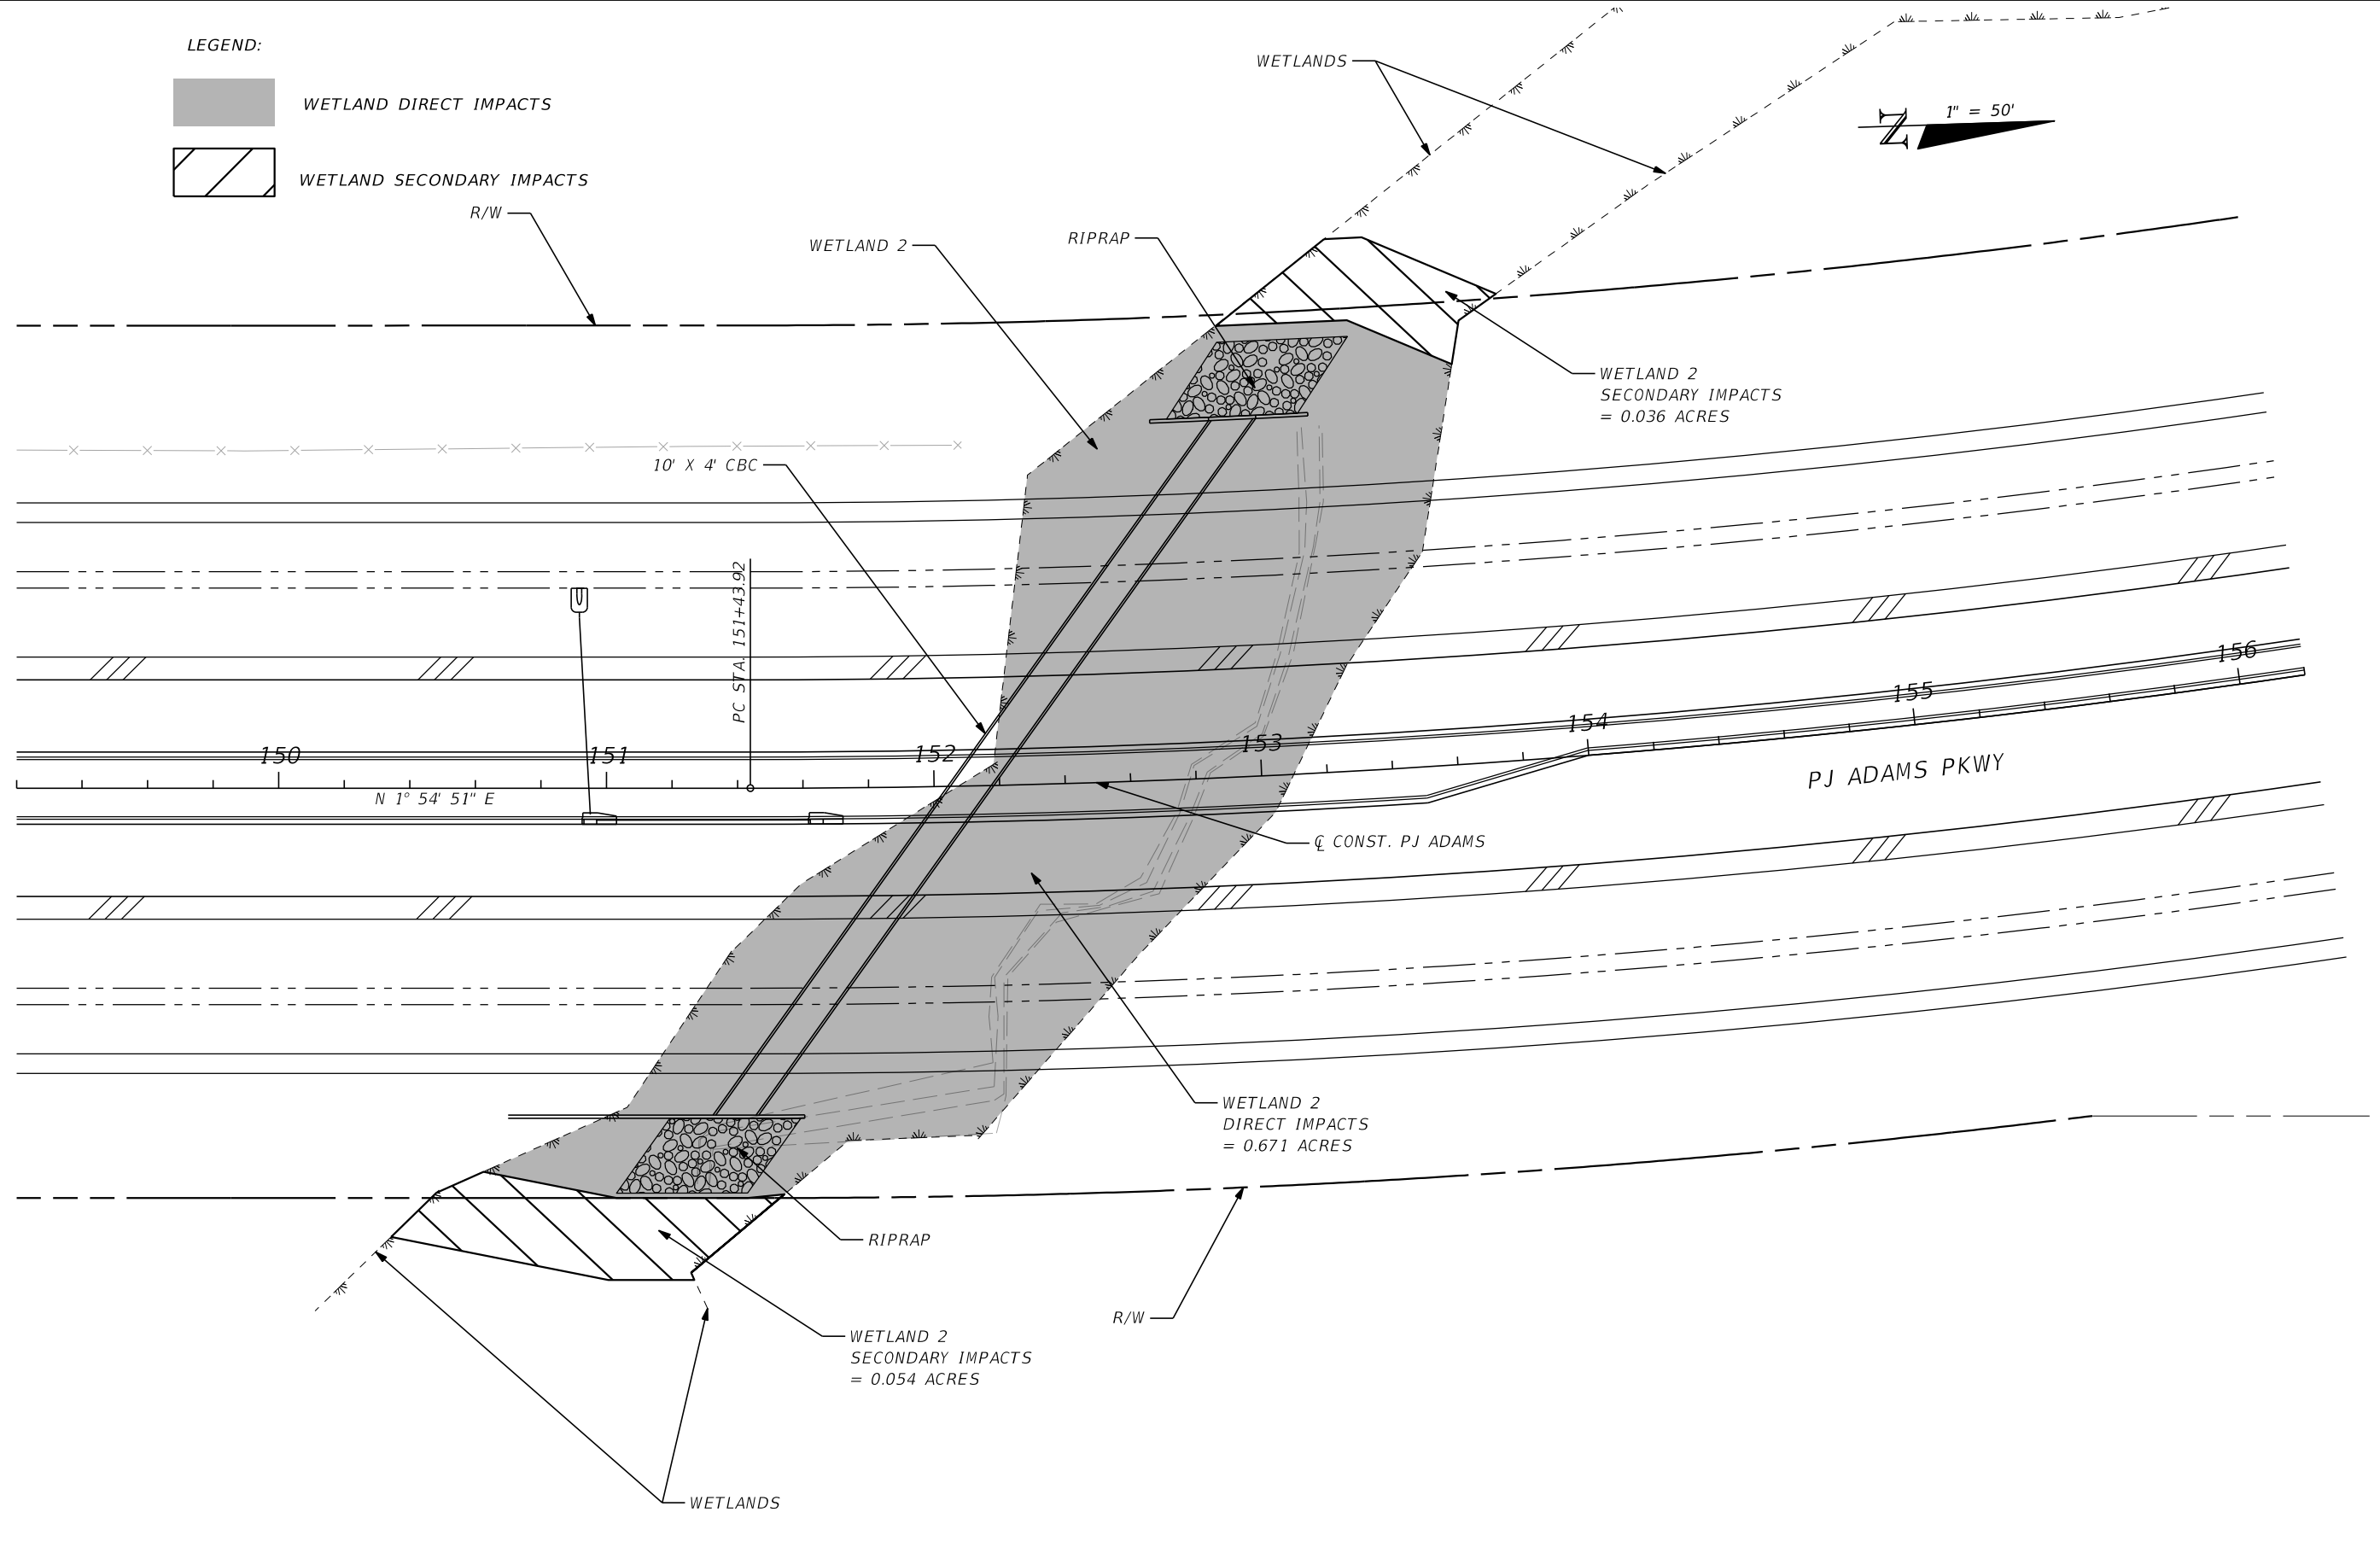 LEGEND:
WETLAND DIRECT IMPACTS
WETLAND SECONDARY IMPACTS
WETLANDS
N
1" = 50'
R/W
WETLAND 2
RIPRAP
WETLAND 2
SECONDARY IMPACTS
= 0.036 ACRES
10' X 4' CBC
PC STA. 151+43.92
150
151
152
153
154
155
156
N 1° 54' 51" E
PJ ADAMS PKWY
℄ CONST. PJ ADAMS
WETLAND 2
DIRECT IMPACTS
= 0.671 ACRES
RIPRAP
R/W
WETLAND 2
SECONDARY IMPACTS
= 0.054 ACRES
WETLANDS